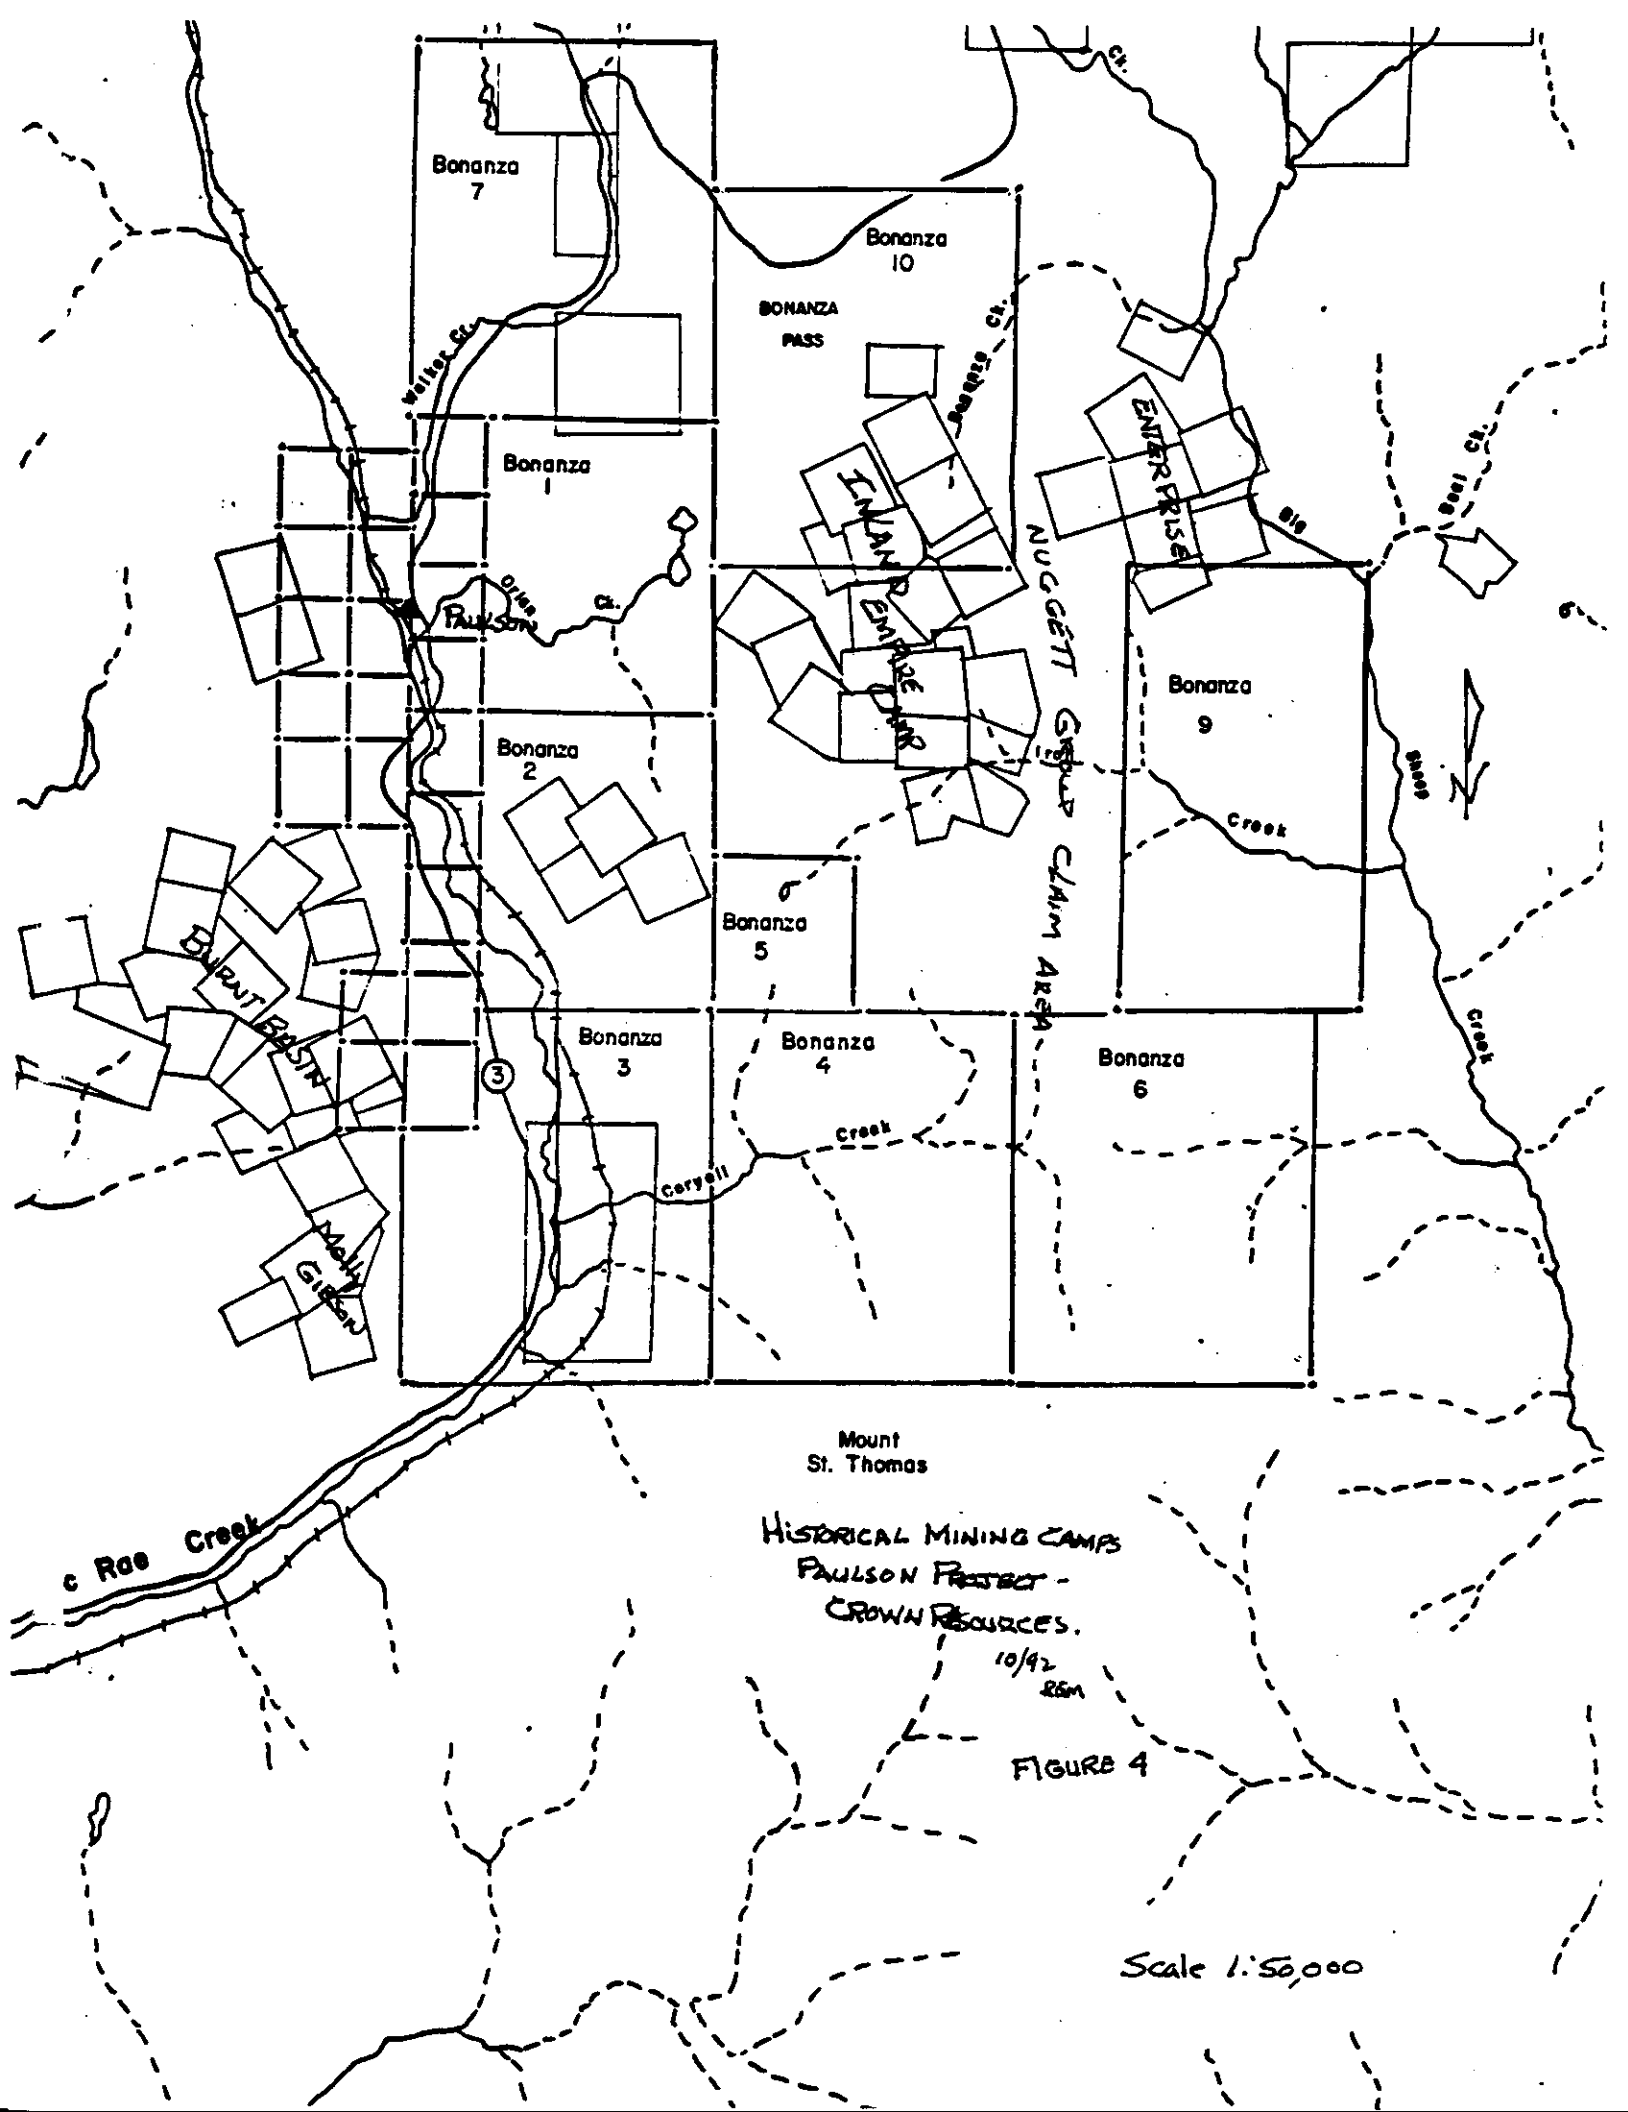 Ck.
Bonanza
7
Bonanza
10
BONANZA
PASS
Bonanza Ck.
Walker Cr.
ENTERPRISE
Bonanza
1
INLAND
EMPIRE
CAMP
NUGGETT GROUP CLAIM AREA
Big
Sheep
Creek
Orien
Ck.
PAULSON
Bonanza
9
Bonanza
2
Creek
Bonanza
5
BURNT
BASIN
3
Bonanza
3
Bonanza
4
Bonanza
6
Coryell
Creek
MOLLY
GIBSON
c Rae Creek
Mount
St. Thomas
HISTORICAL MINING CAMPS
PAULSON PROJECT -
CROWN RESOURCES.
10/92
FIGURE 4
Scale 1:50,000